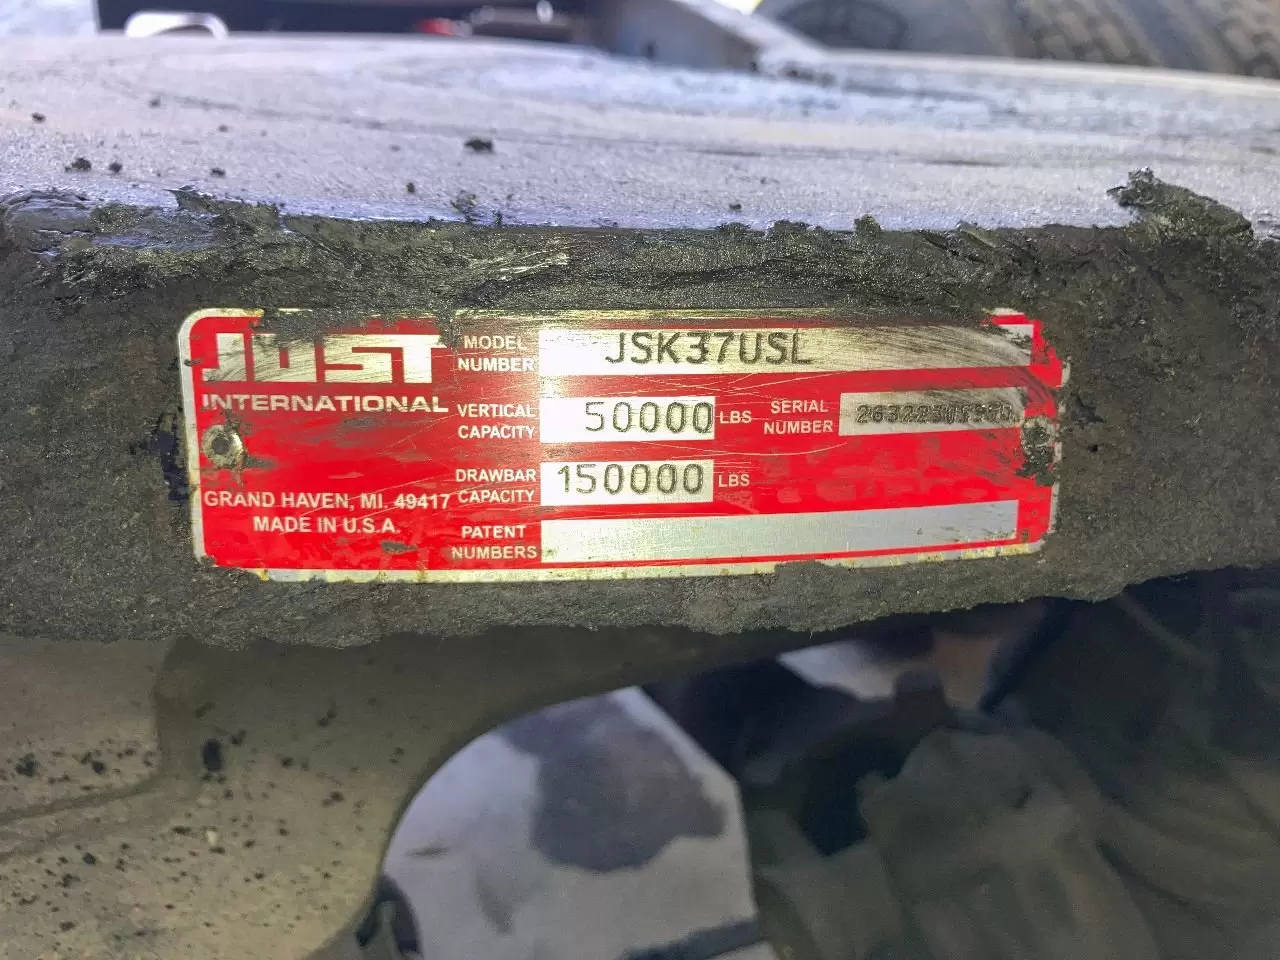 JOST
INTERNATIONAL
GRAND HAVEN, MI. 49417
MADE IN U.S.A.
MODEL NUMBER JSK37USL
VERTICAL CAPACITY 50000 LBS
SERIAL NUMBER
DRAWBAR CAPACITY 150000 LBS
PATENT NUMBERS